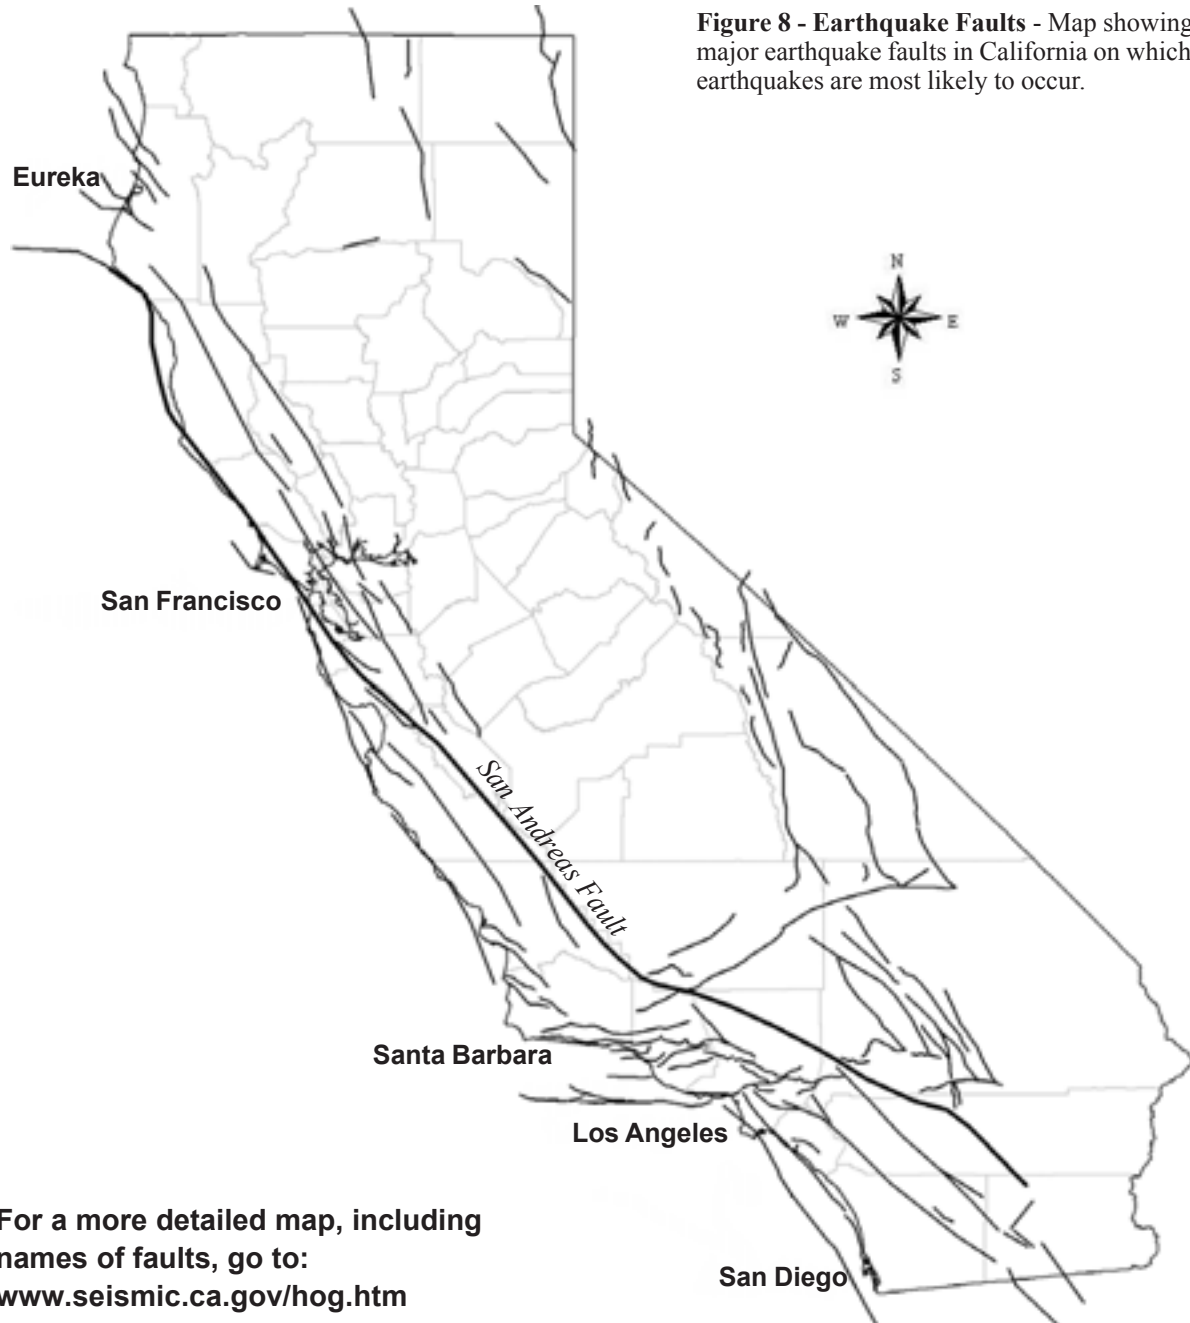 Figure 8 - Earthquake Faults - Map showing
major earthquake faults in California on which
earthquakes are most likely to occur.
Eureka
N
W
E
S
San Francisco
San Andreas Fault
Santa Barbara
Los Angeles
For a more detailed map, including
names of faults, go to:
www.seismic.ca.gov/hog.htm
San Diego